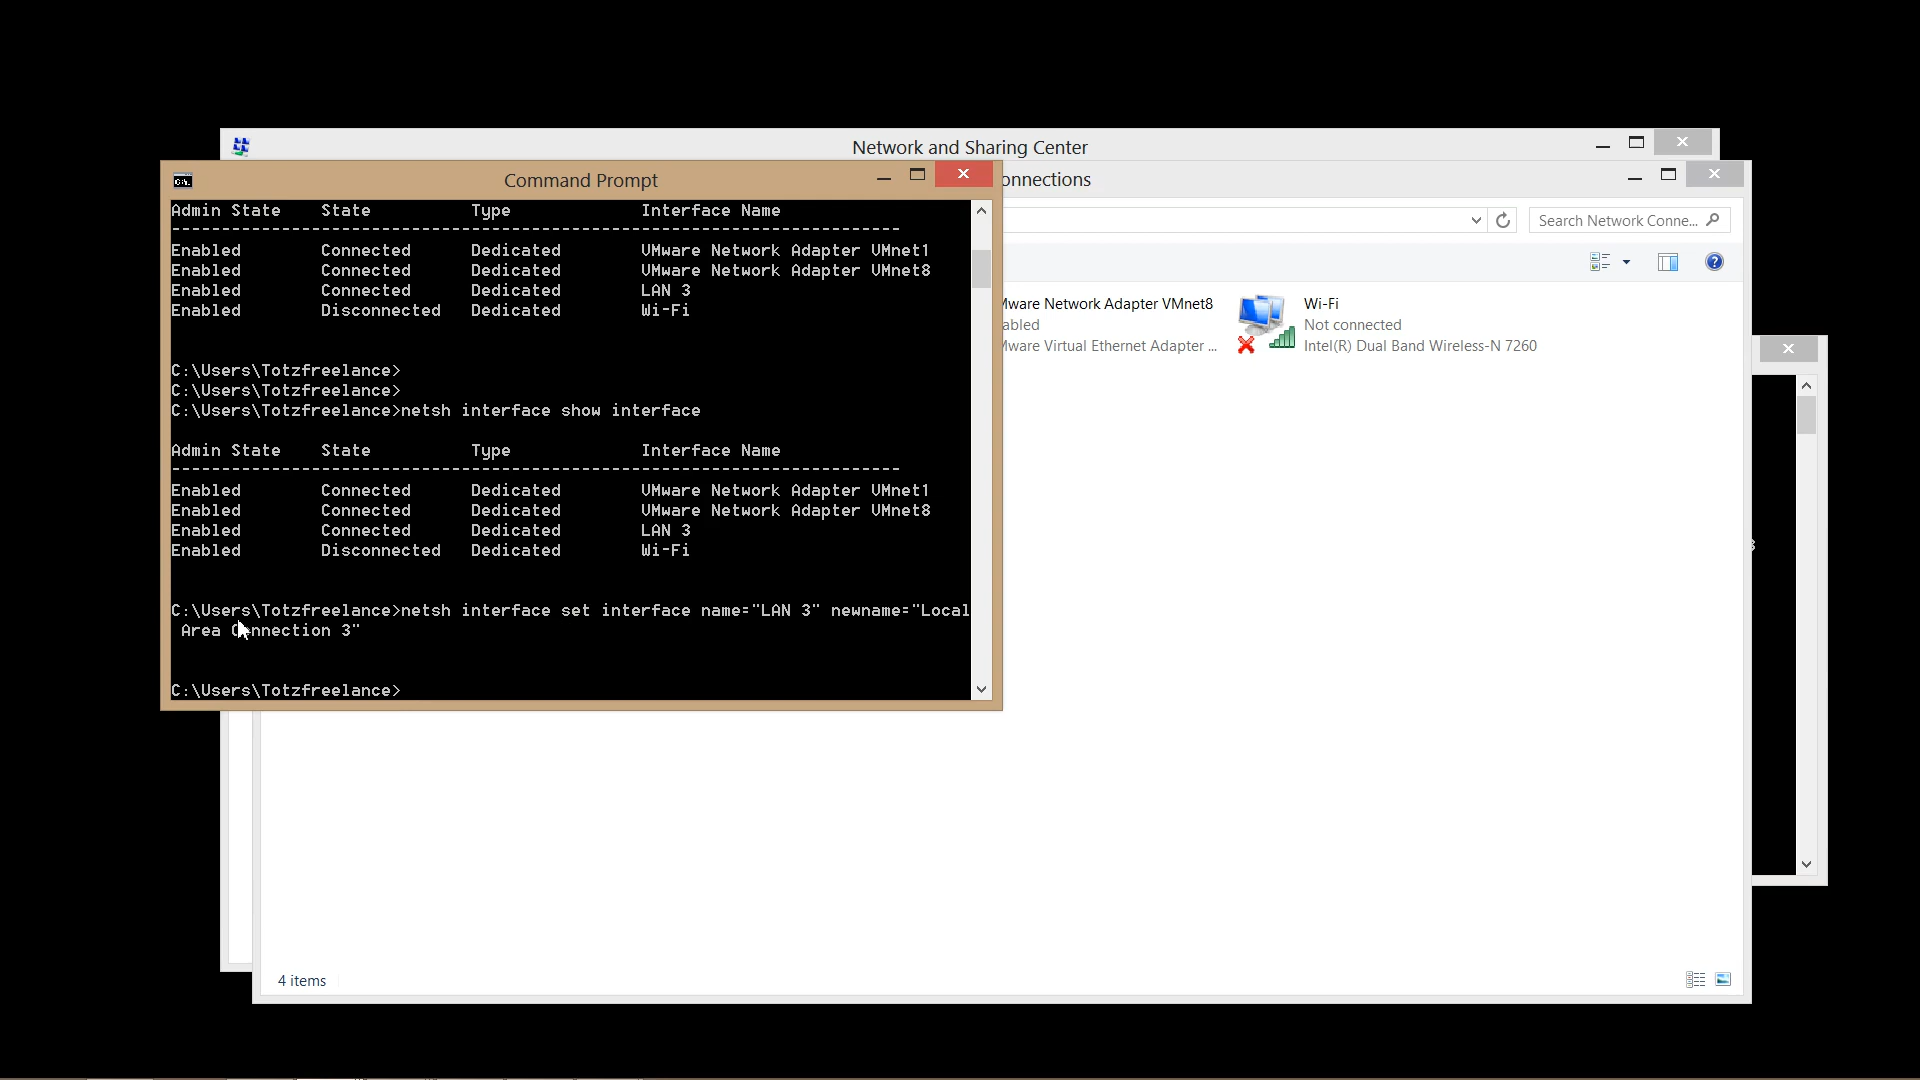 Network and Sharing Center
Command Prompt
onnections
Search Network Conne...
Admin State    State          Type             Interface Name
-------------------------------------------------------------------------
Enabled        Connected      Dedicated        VMware Network Adapter VMnet1
Enabled        Connected      Dedicated        VMware Network Adapter VMnet8
Enabled        Connected      Dedicated        LAN 3
Enabled        Disconnected   Dedicated        Wi-Fi
C:\Users\Totzfreelance>
C:\Users\Totzfreelance>
C:\Users\Totzfreelance>netsh interface show interface
Admin State    State          Type             Interface Name
-------------------------------------------------------------------------
Enabled        Connected      Dedicated        VMware Network Adapter VMnet1
Enabled        Connected      Dedicated        VMware Network Adapter VMnet8
Enabled        Connected      Dedicated        LAN 3
Enabled        Disconnected   Dedicated        Wi-Fi
C:\Users\Totzfreelance>netsh interface set interface name="LAN 3" newname="Local
Area Connection 3"
C:\Users\Totzfreelance>
Mware Network Adapter VMnet8
abled
Mware Virtual Ethernet Adapter ...
Wi-Fi
Not connected
Intel(R) Dual Band Wireless-N 7260
4 items